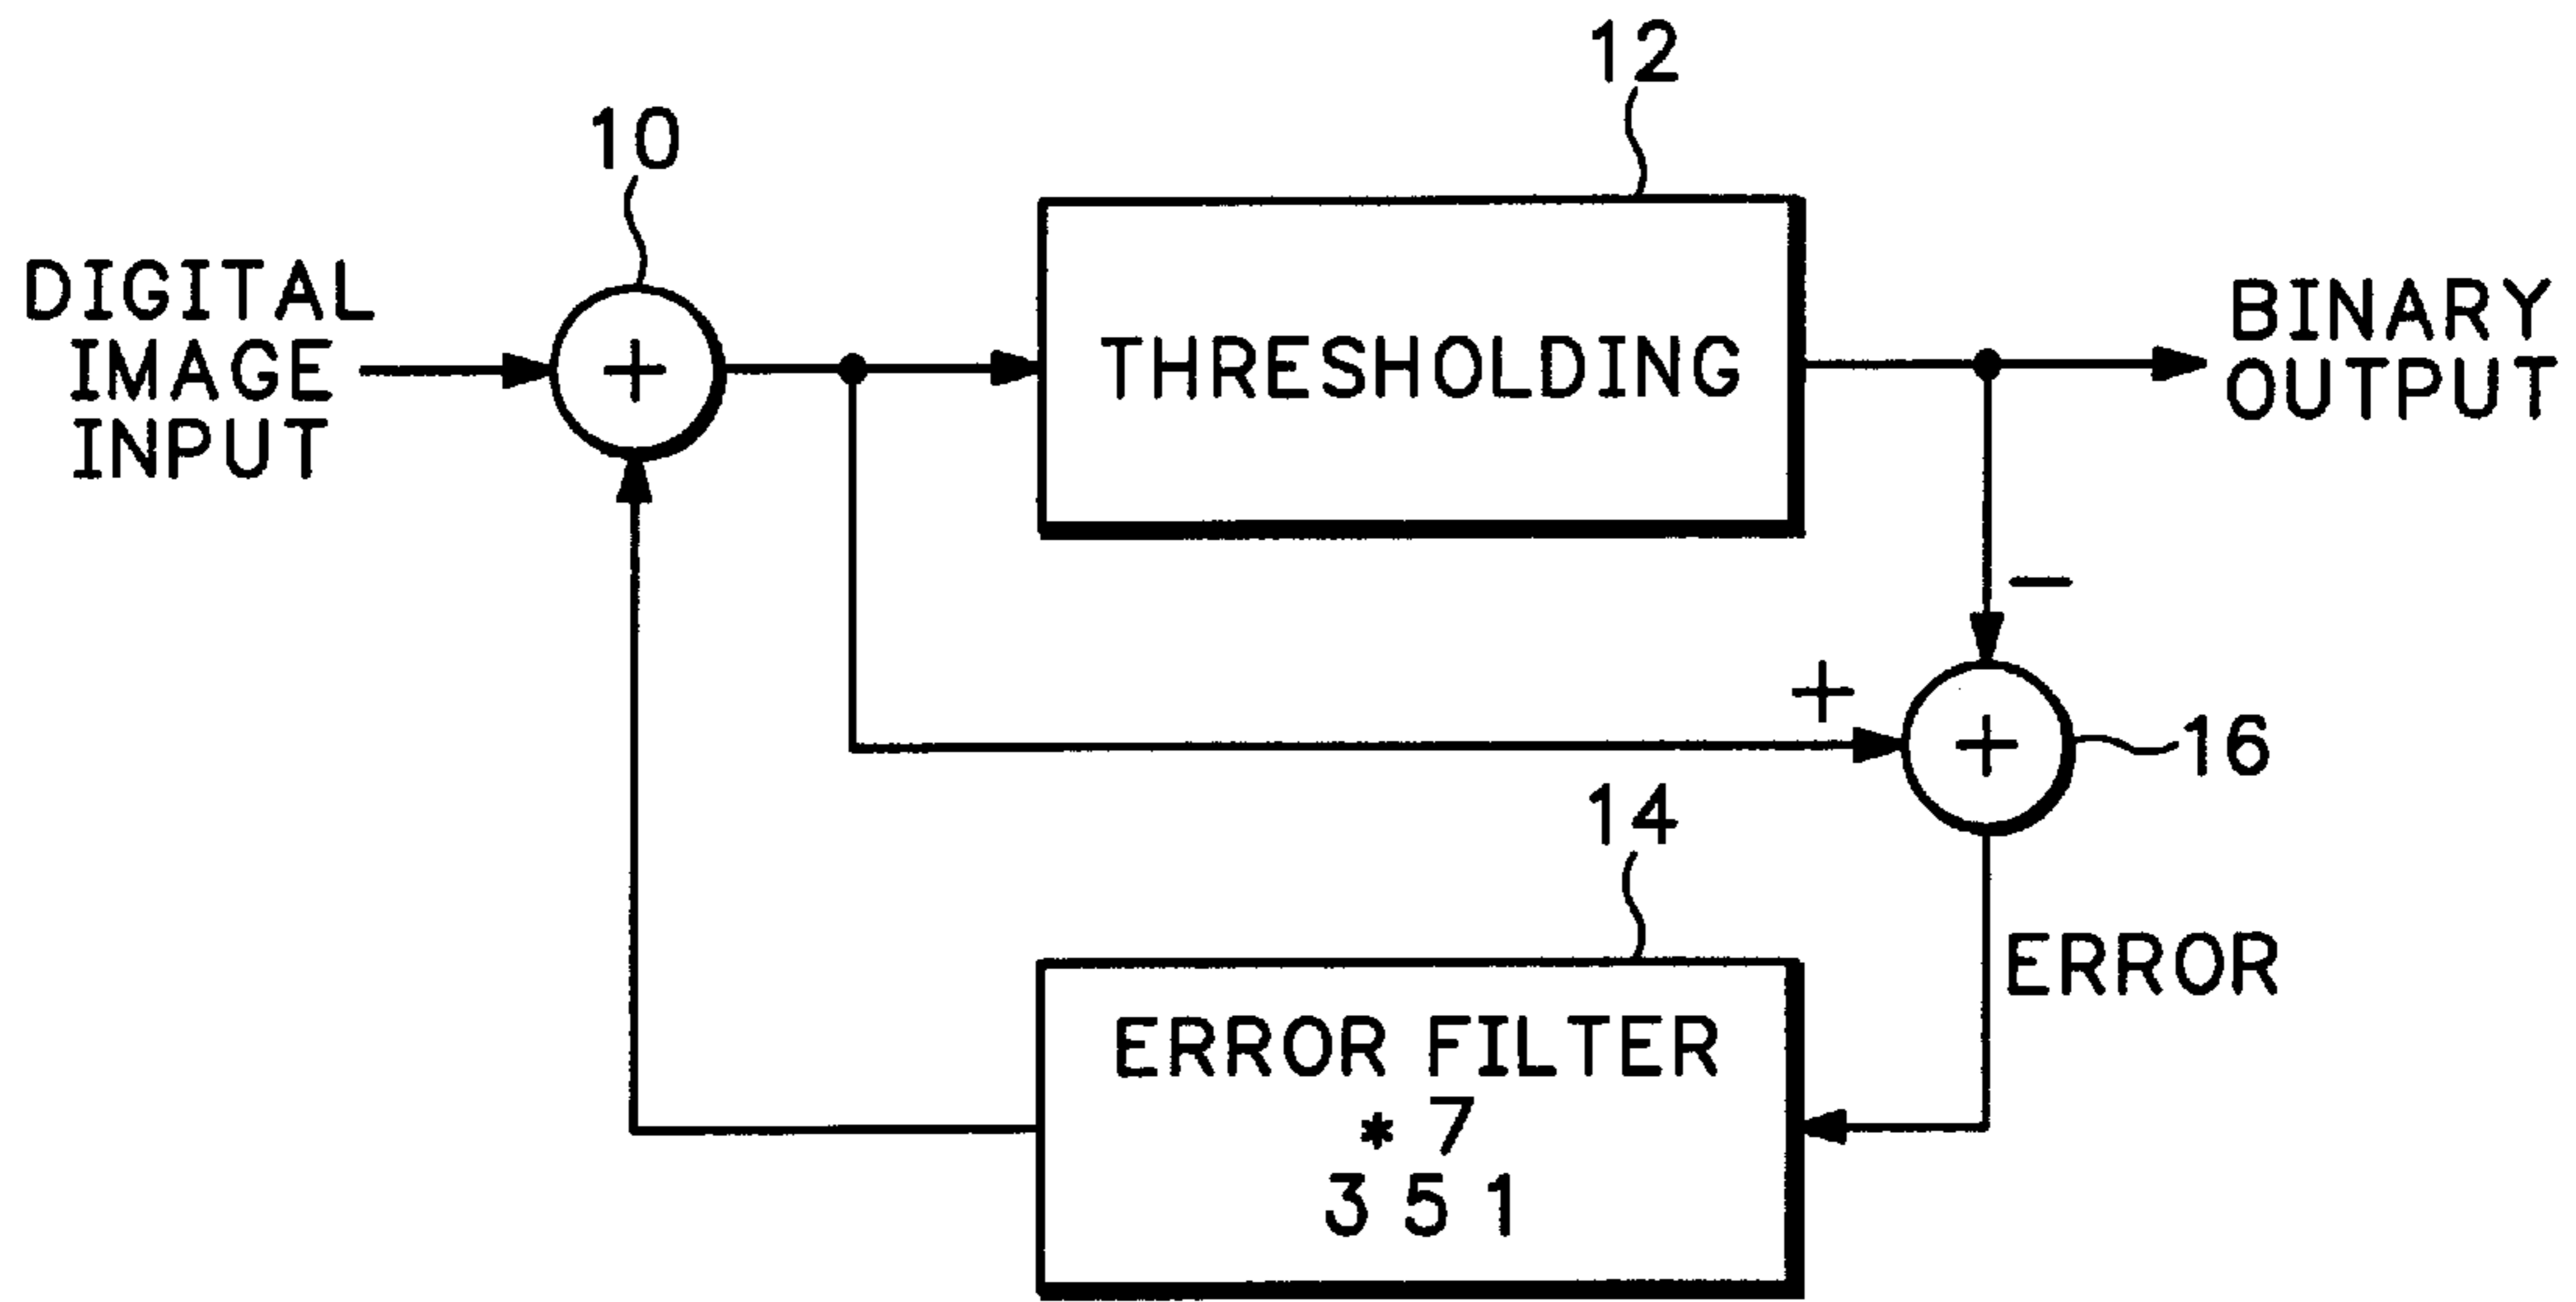 12
10
DIGITAL
IMAGE
INPUT
+
THRESHOLDING
BINARY
OUTPUT
−
+
+
16
14
ERROR
ERROR FILTER
* 7
3 5 1